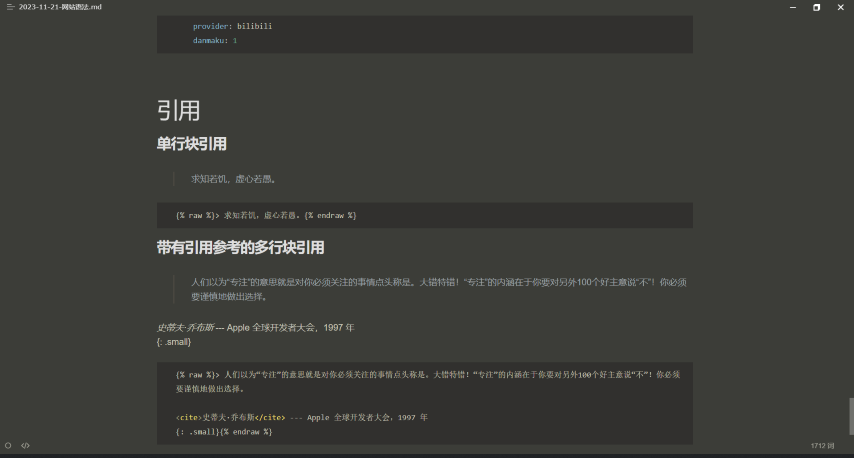 2023-11-21-网站语法.md
provider: bilibili
danmaku: 1
引用
单行块引用
求知若饥，虚心若愚。
{% raw %}> 求知若饥，虚心若愚。{% endraw %}
带有引用参考的多行块引用
人们以为“专注”的意思就是对你必须关注的事情点头称是。大错特错！“专注”的内涵在于你要对另外100个好主意说“不”！你必须
要谨慎地做出选择。
史蒂夫·乔布斯 --- Apple 全球开发者大会，1997 年
{: .small}
{% raw %}> 人们以为“专注”的意思就是对你必须关注的事情点头称是。大错特错！“专注”的内涵在于你要对另外100个好主意说“不”！你必
须要谨慎地做出选择。
<cite>史蒂夫·乔布斯</cite> --- Apple 全球开发者大会，1997 年
{: .small}{% endraw %}
1712 词